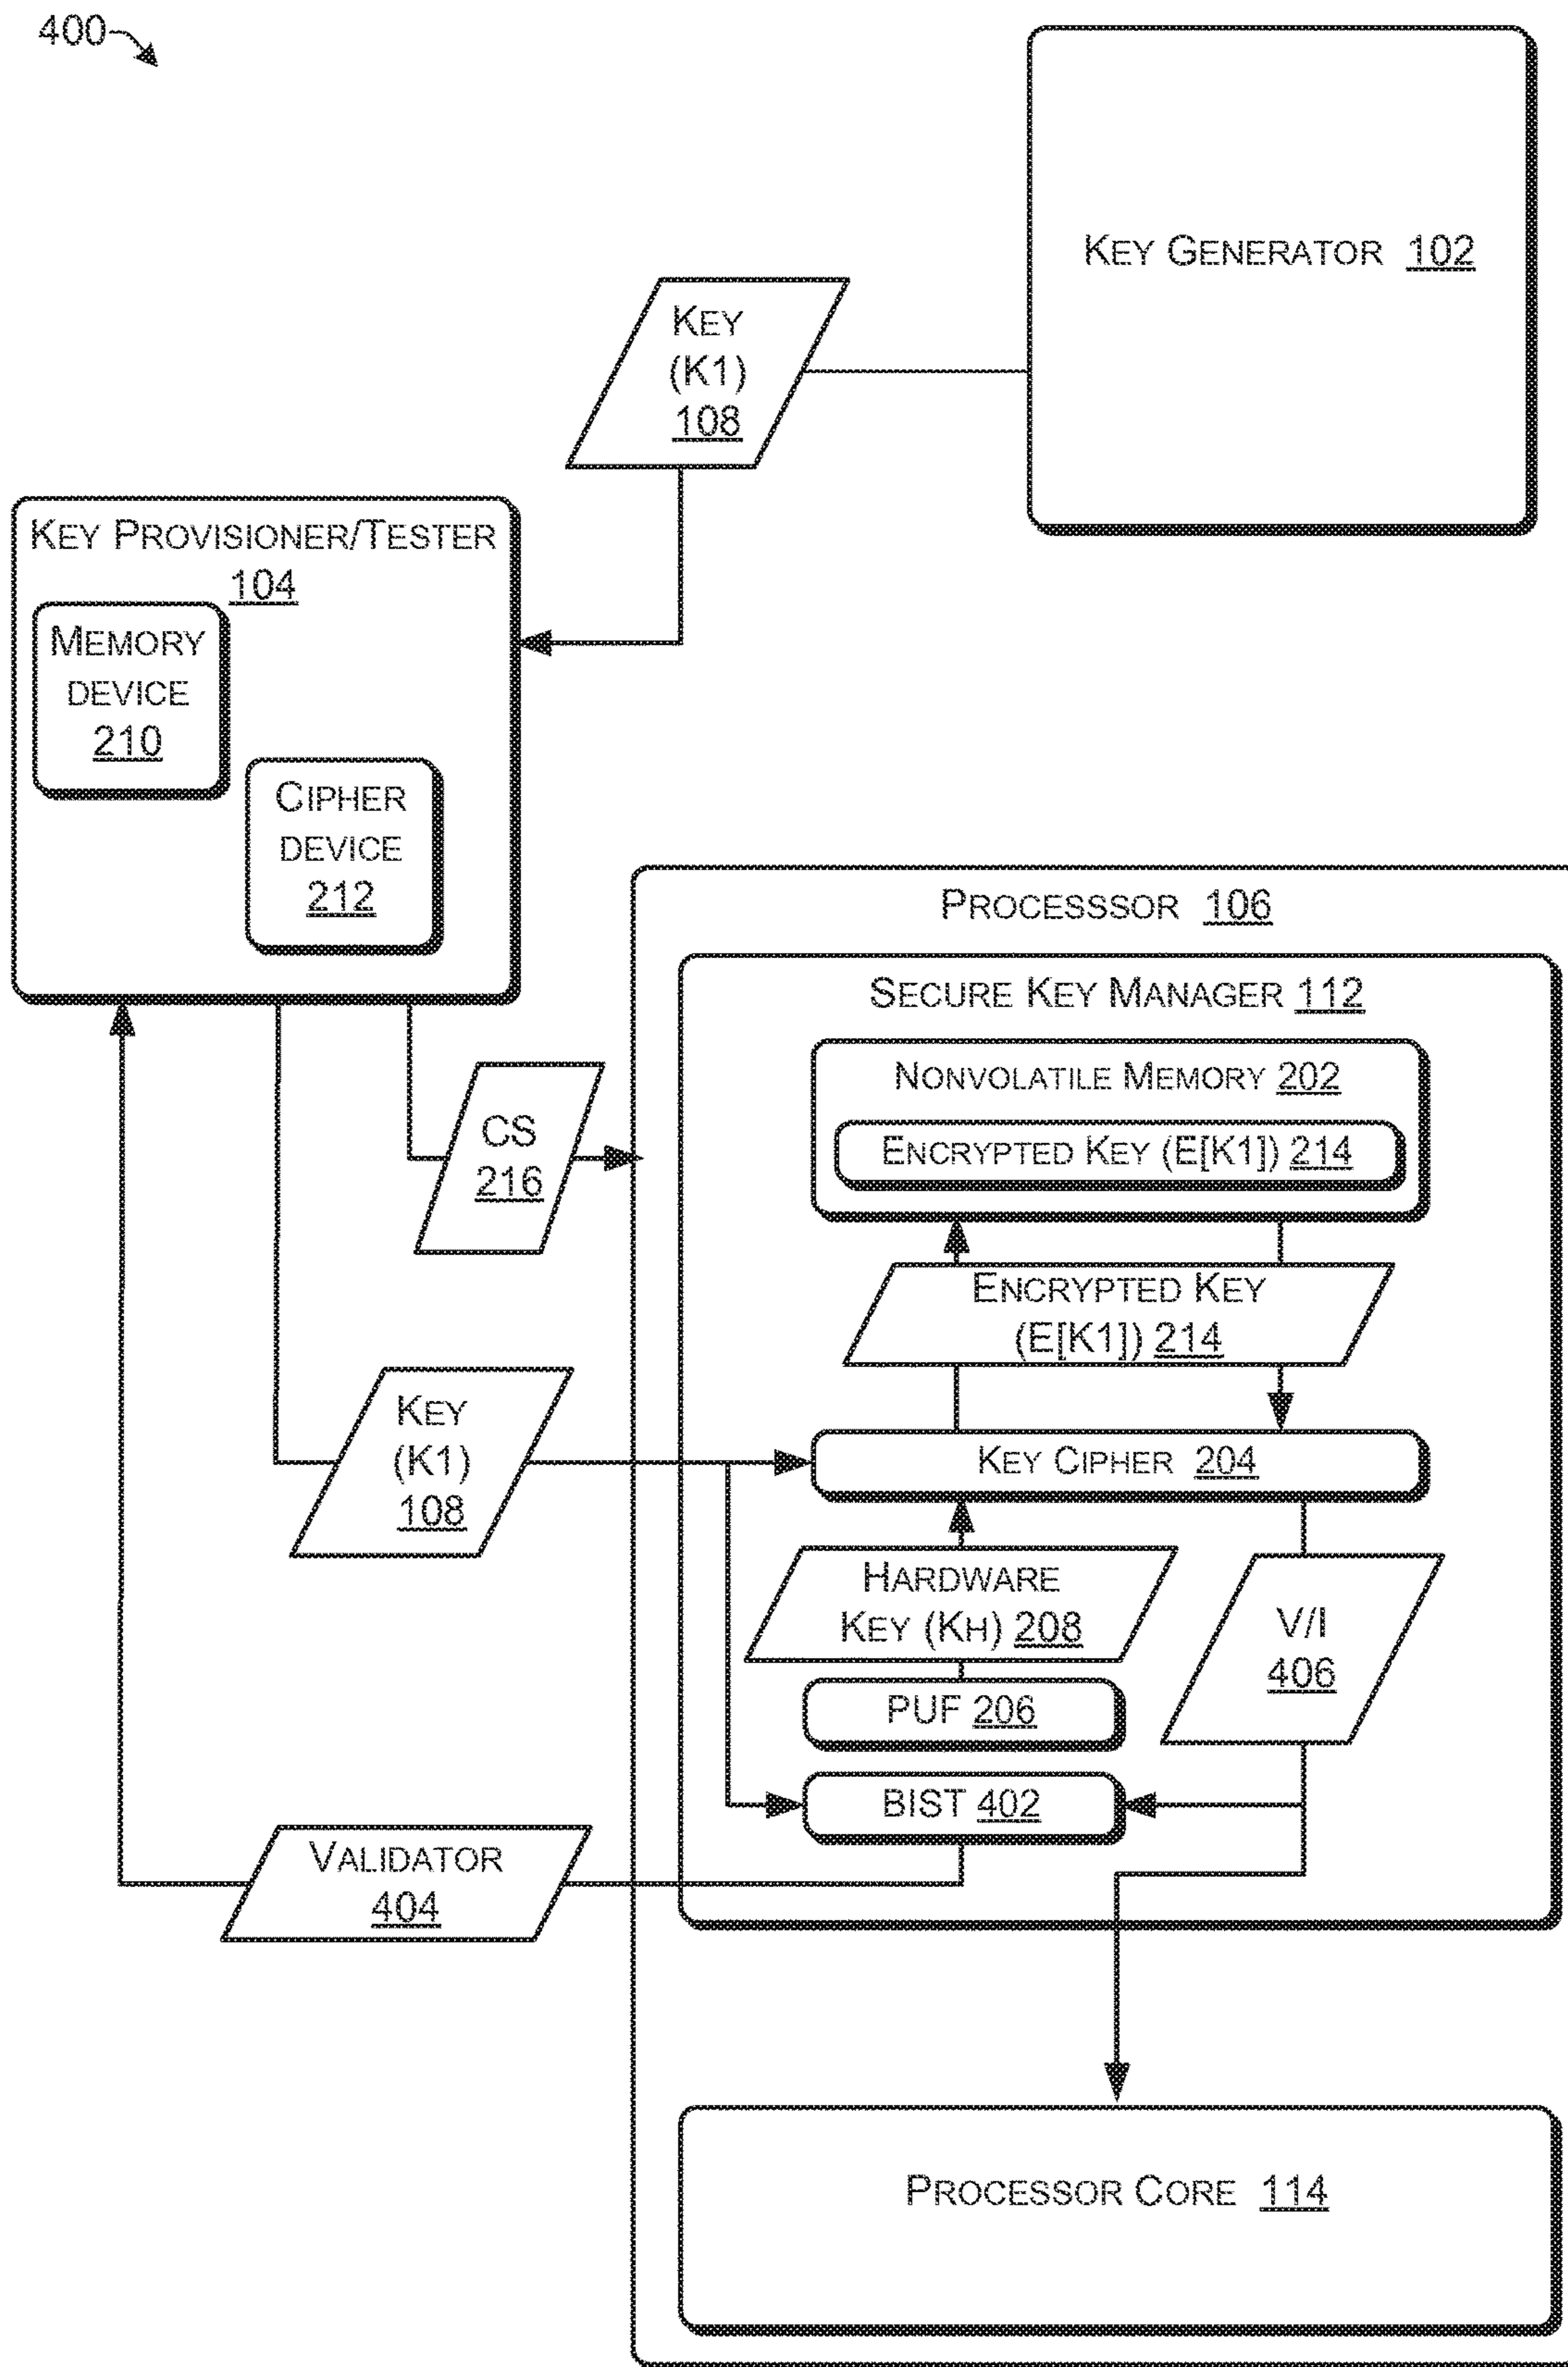 400
KEY GENERATOR 102
KEY
(K1)
108
KEY PROVISIONER/TESTER
104
MEMORY
DEVICE
210
CIPHER
DEVICE
212
PROCESSSOR 106
SECURE KEY MANAGER 112
NONVOLATILE MEMORY 202
ENCRYPTED KEY (E[K1]) 214
CS
216
ENCRYPTED KEY
(E[K1]) 214
KEY
(K1)
108
KEY CIPHER 204
HARDWARE
KEY (KH) 208
V/I
406
PUF 206
BIST 402
VALIDATOR
404
PROCESSOR CORE 114